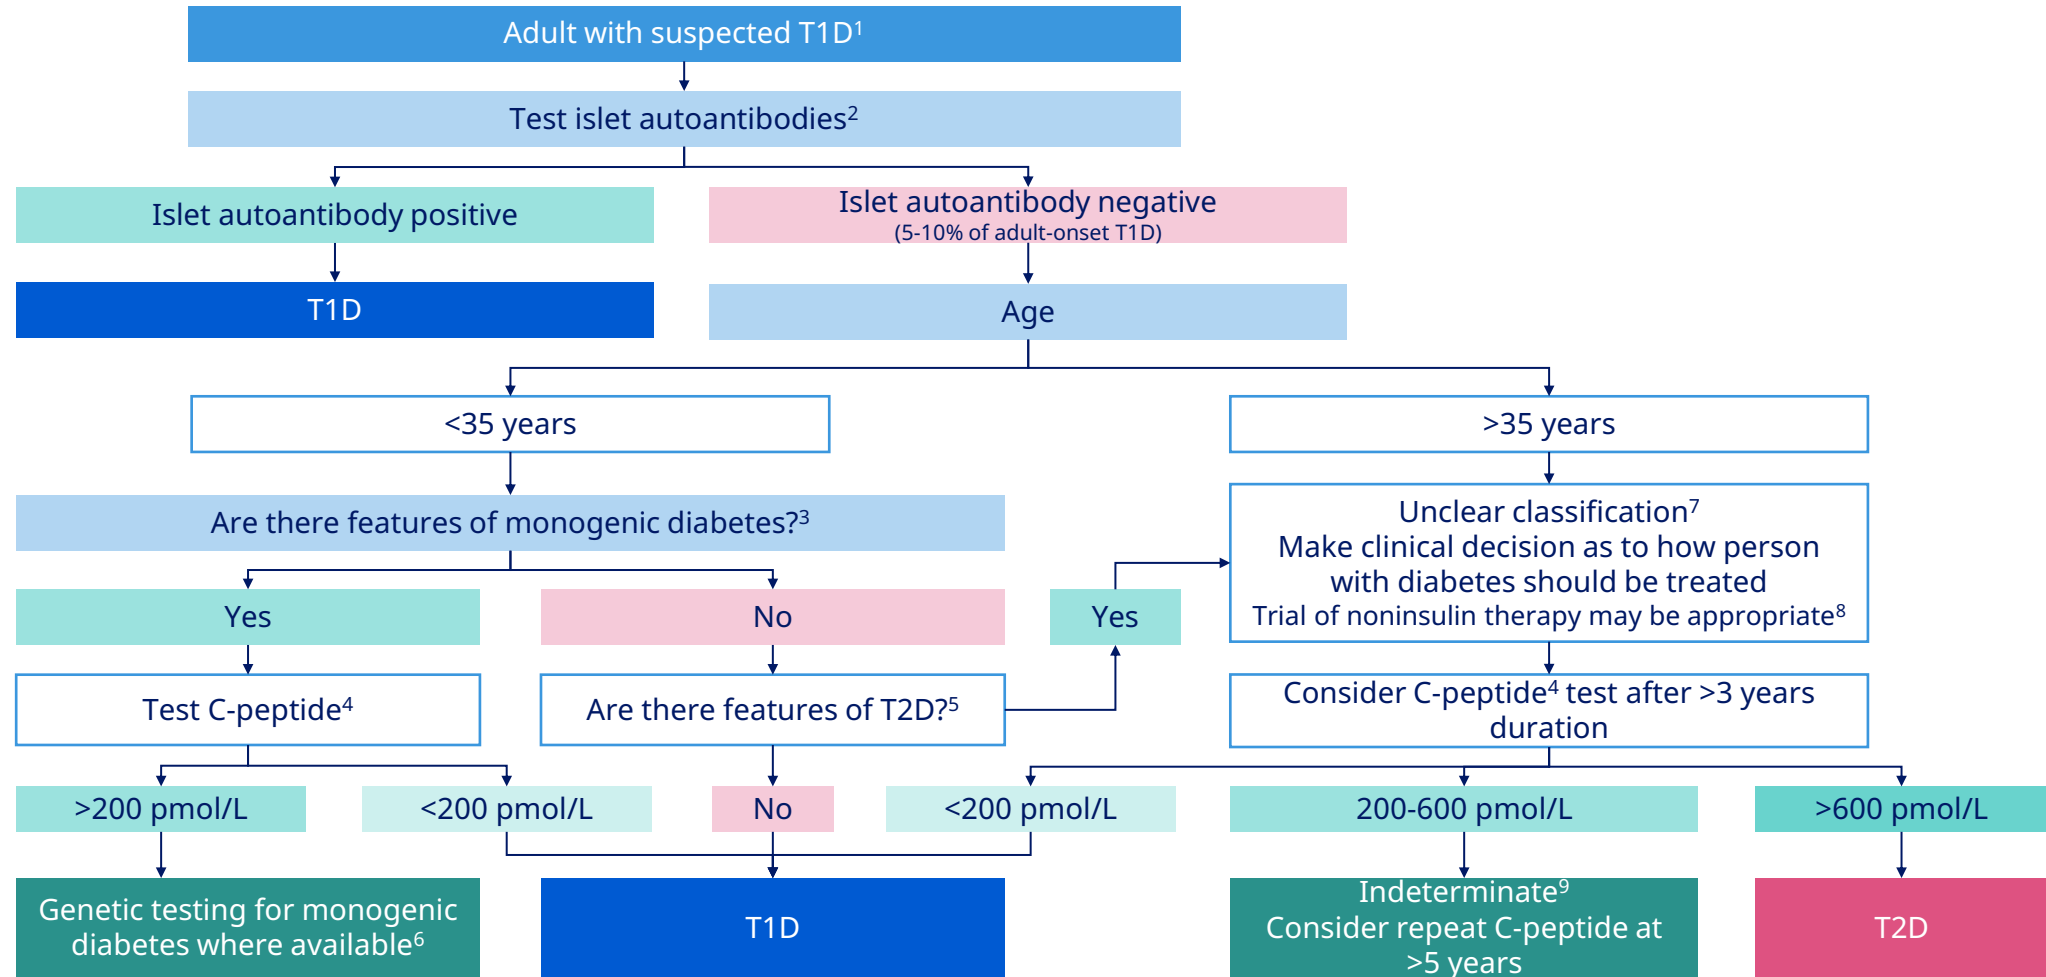 Adult with suspected T1D¹
Test islet autoantibodies²
Islet autoantibody positive
Islet autoantibody negative
(5-10% of adult-onset T1D)
T1D
Age
<35 years
>35 years
Are there features of monogenic diabetes?³
Unclear classification⁷
Make clinical decision as to how person
with diabetes should be treated
Trial of noninsulin therapy may be appropriate⁸
Yes
No
Yes
Test C-peptide⁴
Are there features of T2D?⁵
Consider C-peptide⁴ test after >3 years
duration
>200 pmol/L
<200 pmol/L
No
<200 pmol/L
200-600 pmol/L
>600 pmol/L
Genetic testing for monogenic
diabetes where available⁶
T1D
Indeterminate⁹
Consider repeat C-peptide at
>5 years
T2D